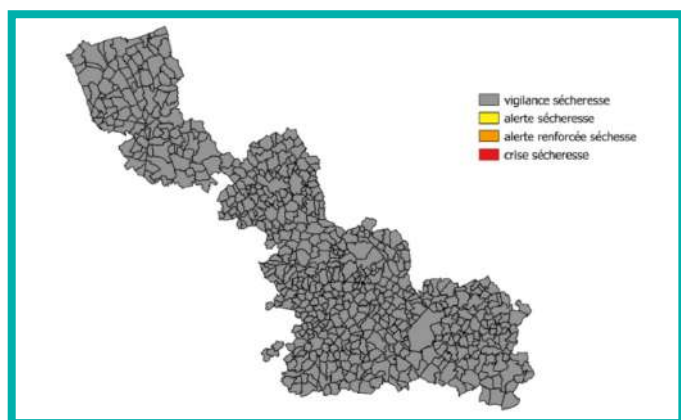 vigilance sécheresse
alerte sécheresse
alerte renforcée séchesse
crise sécheresse